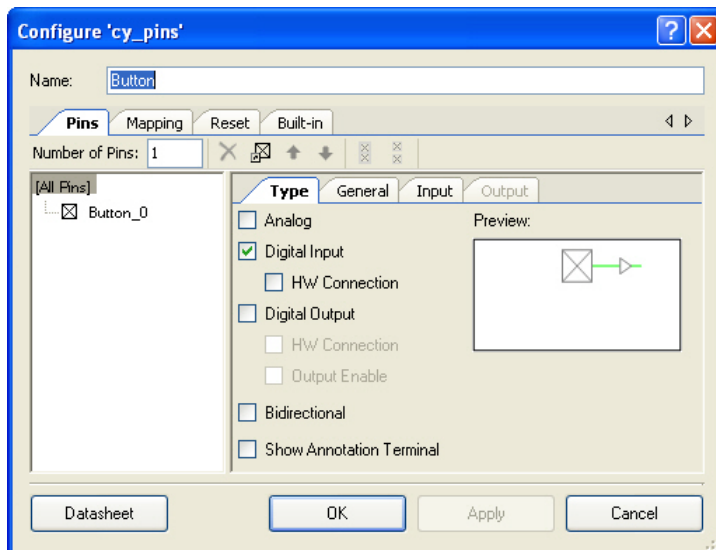 Configure 'cy_pins'
Name: Button
Pins Mapping Reset Built-in
Number of Pins: 1
[All Pins]
Button_0
Type General Input Output
Analog
Preview:
Digital Input
HW Connection
Digital Output
HW Connection
Output Enable
Bidirectional
Show Annotation Terminal
Datasheet OK Apply Cancel